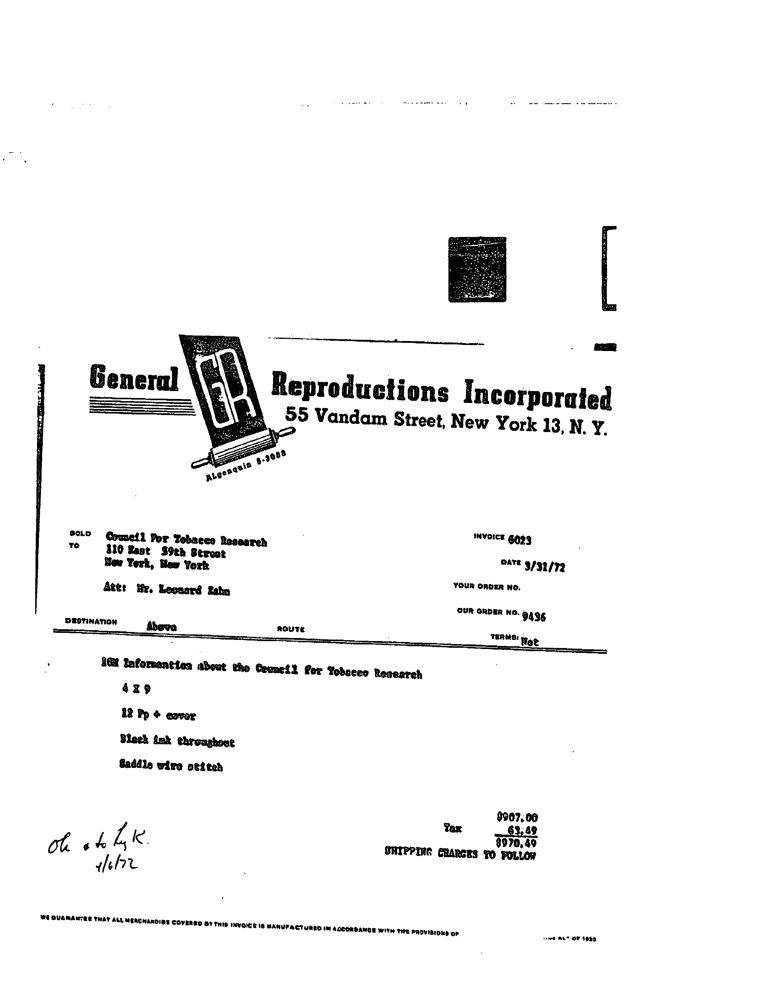 General GR Reproductions Incorporated
55 Vandam Street, New York 13, N. Y.
Algonquin 5-3088
SOLD TO
Council For Tobacco Research
110 East 59th Street
New York, New York
Att: Mr. Leonard Zahn
INVOICE 6023
DATE 3/31/72
YOUR ORDER NO.
OUR ORDER NO. 9436
DESTINATION Above ROUTE TERMS: Net
10M Information about the Council for Tobacco Research
4 X 9
12 Pp + cover
Black ink throughout
Saddle wire stitch
$907.00
Tax 63.49
$970.49
SHIPPING CHARGES TO FOLLOW
Ok to K.
4/6/72
WE GUARANTEE THAT ALL MERCHANDISE COVERED BY THIS INVOICE IS MANUFACTURED IN ACCORDANCE WITH THE PROVISIONS OF
OF 1938